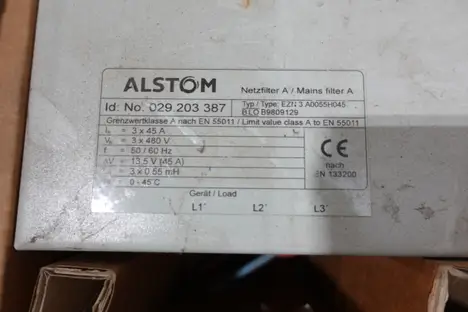 ALSTOM Netzfilter A / Mains filter A
Id: No. 029 203 387 Typ / Type: EZN 3 A0055H045
BLO B9809129
Grenzwertklasse A nach EN 55011 / Limit value class A to EN 55011
= 3 x 45 A
= 3 x 480 V
f = 50 / 60 Hz
ΔV = 13,5 V (45 A)
= 3 x 0.55 mH
= 0 - 45°C
CE
nach
EN 133200
Gerät / Load
L1' L2' L3'